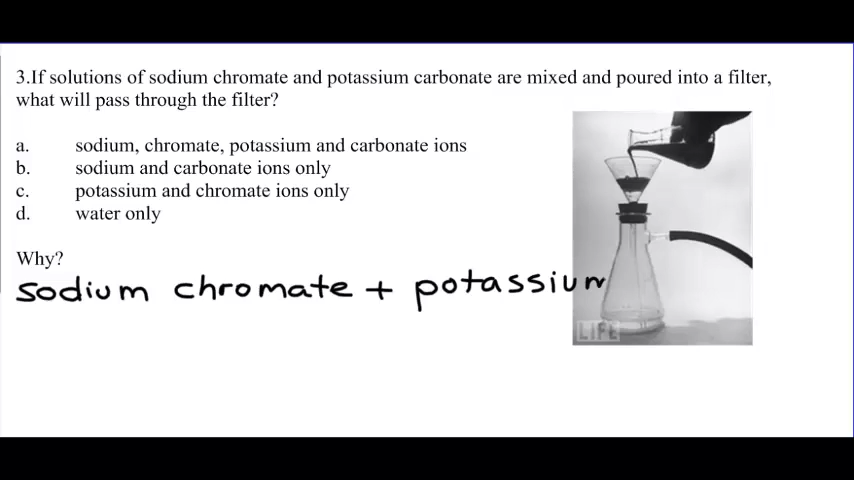 3.If solutions of sodium chromate and potassium carbonate are mixed and poured into a filter,
what will pass through the filter?
a. sodium, chromate, potassium and carbonate ions
b. sodium and carbonate ions only
c. potassium and chromate ions only
d. water only
Why?
sodium chromate + potassium
LIFE